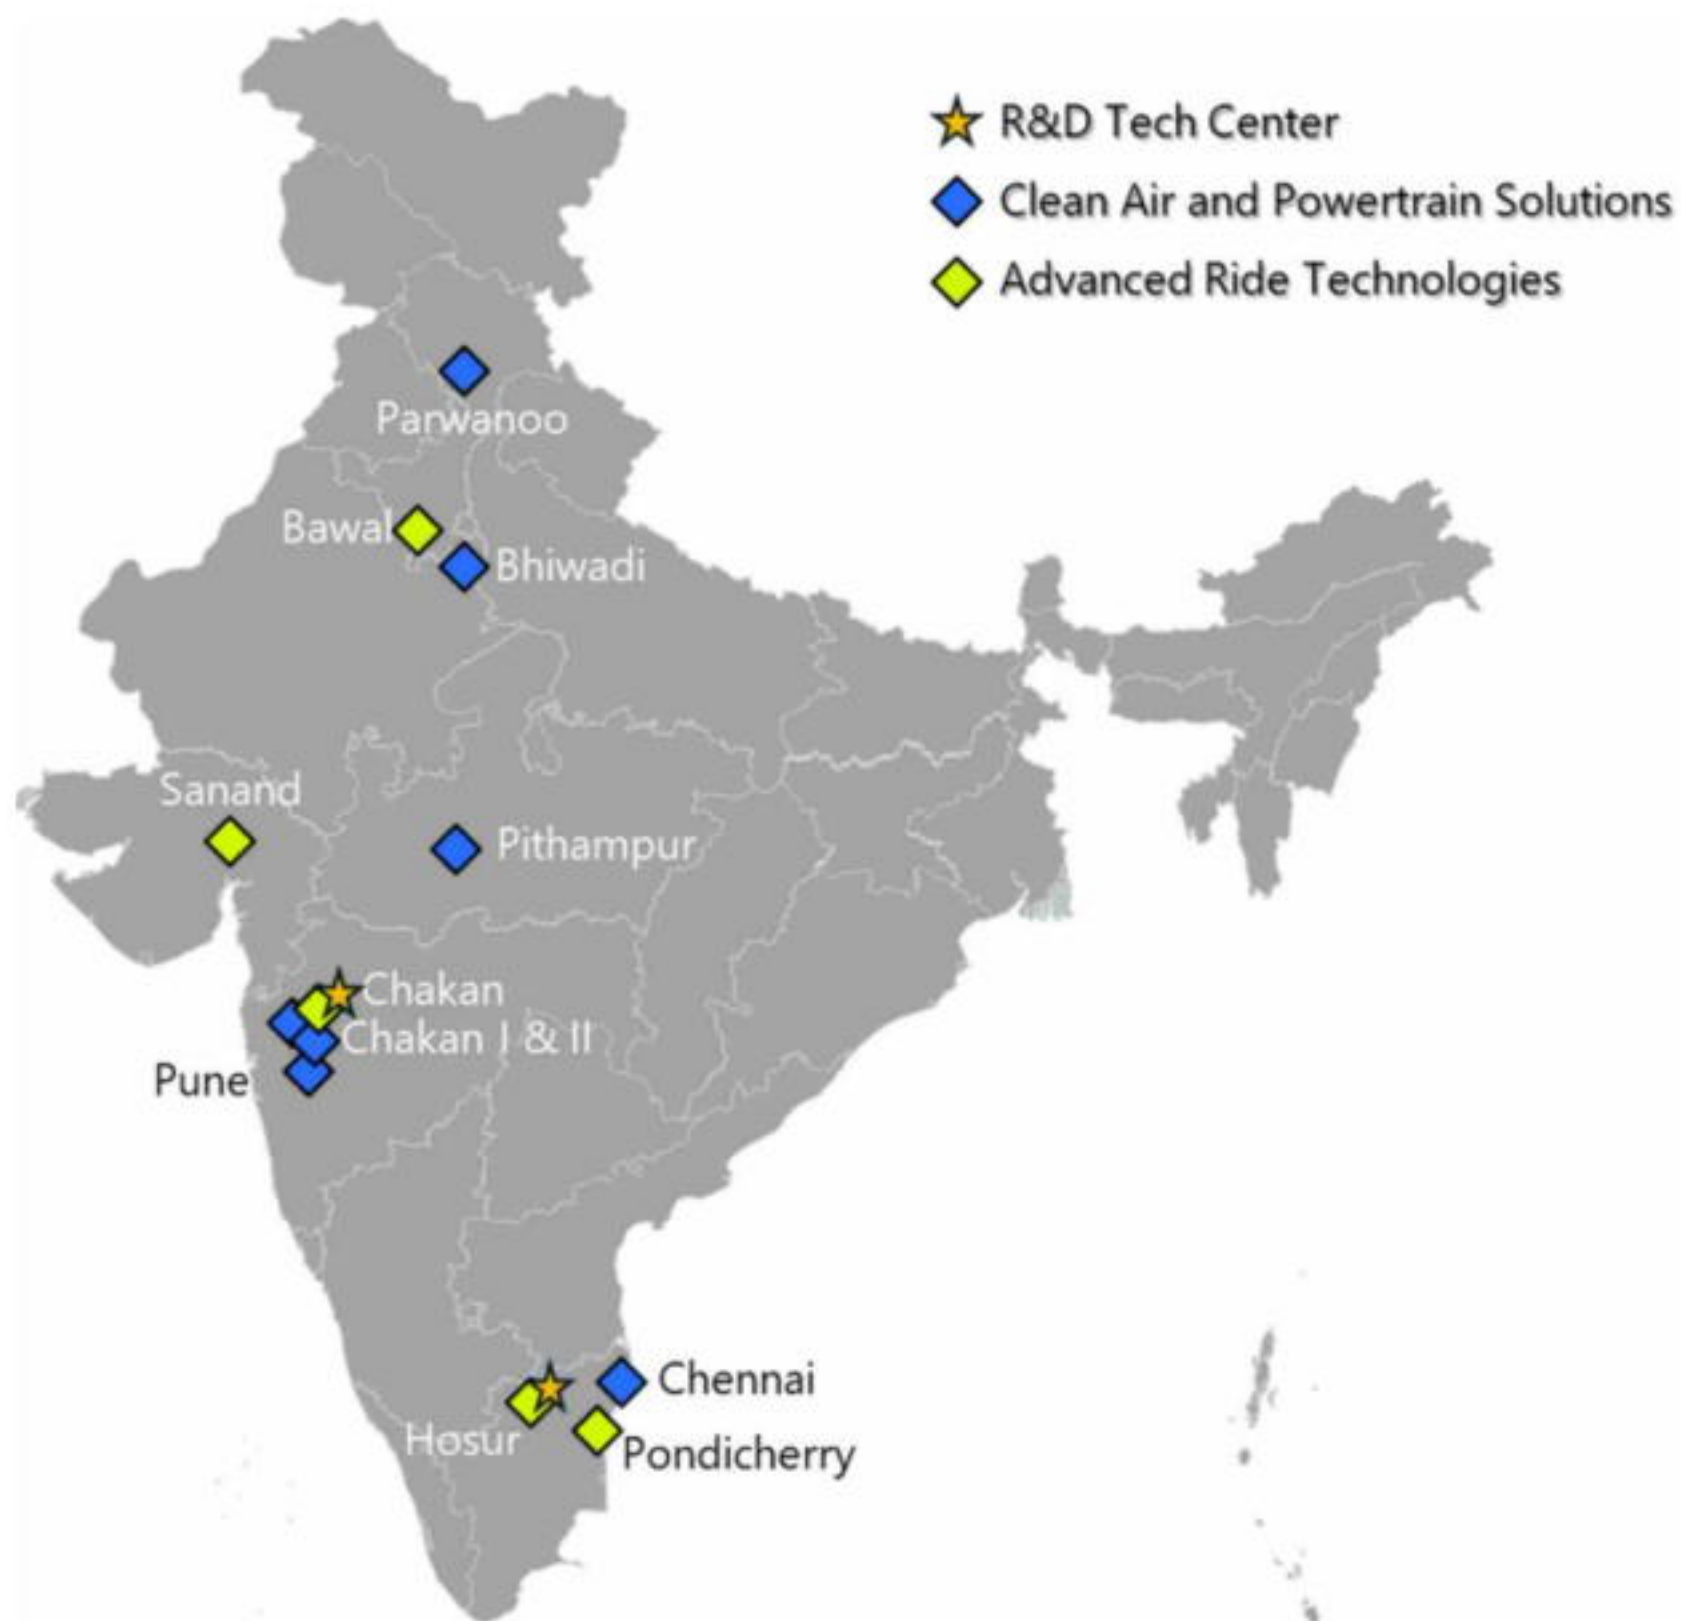 R&D Tech Center
Clean Air and Powertrain Solutions
Advanced Ride Technologies
Parwanoo
Bawal
Bhiwadi
Sanand
Pithampur
Chakan
Chakan I & II
Pune
Chennai
Hosur
Pondicherry